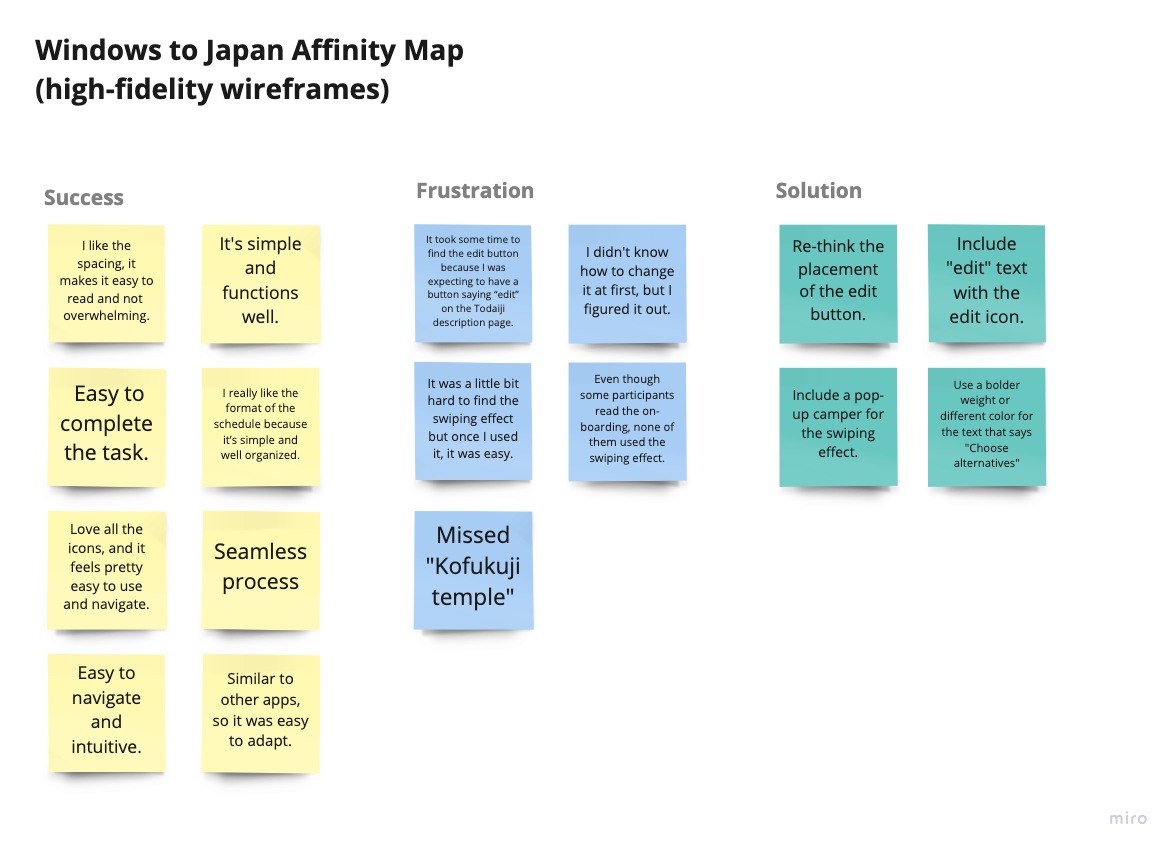 Windows to Japan Affinity Map
(high-fidelity wireframes)
Success
I like the
spacing, it
makes it easy to
read and not
overwhelming.
It's simple
and
functions
well.
Easy to
complete
the task.
I really like the
format of the
schedule because
it's simple and
well organized.
Love all the
icons, and it
feels pretty
easy to use
and navigate.
Seamless
process
Easy to
navigate
and
intuitive.
Similar to
other apps,
so it was easy
to adapt.
Frustration
It took some time to
find the edit button
because I was
expecting to have a
button saying “edit”
on the Todaiji
description page.
I didn't know
how to change
it at first, but I
figured it out.
It was a little bit
hard to find the
swiping effect
but once I used
it, it was easy.
Even though
some participants
read the on-
boarding, none of
them used the
swiping effect.
Missed
"Kofukuji
temple"
Solution
Re-think the
placement
of the edit
button.
Include
"edit" text
with the
edit icon.
Include a pop-
up camper for
the swiping
effect.
Use a bolder
weight or
different color for
the text that says
"Choose
alternatives"
miro